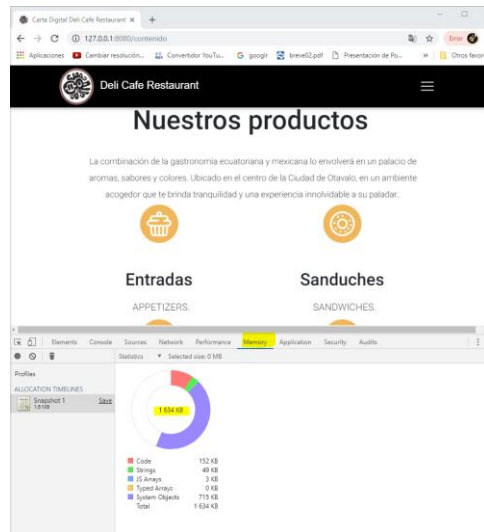 Carta Digital Deli Cafe Restaurant
127.0.0.1:8080/contenido
Error
Aplicaciones
Cambiar resolución...
Convertidor YouTu...
googlr
breve02.pdf
Presentación de Po...
Otros favor
Deli Cafe Restaurant
Nuestros productos
La combinación de la gastronomía ecuatoriana y mexicana lo envolverá en un palacio de
aromas, sabores y colores. Ubicado en el centro de la Ciudad de Otavalo, en un ambiente
acogedor que te brinda tranquilidad y una experiencia innolvidable a su paladar..
Entradas Sanduches
APPETIZERS. SANDWICHES.
Elements Console Sources Network Performance Memory Application Security Audits
Statistics Selected size: 0 MB
Profiles
ALLOCATION TIMELINES
Snapshot 1 Save
1.6 MB
1 634 KB
Code 152 KB
Strings 49 KB
JS Arrays 3 KB
Typed Arrays 0 KB
System Objects 715 KB
Total 1 634 KB